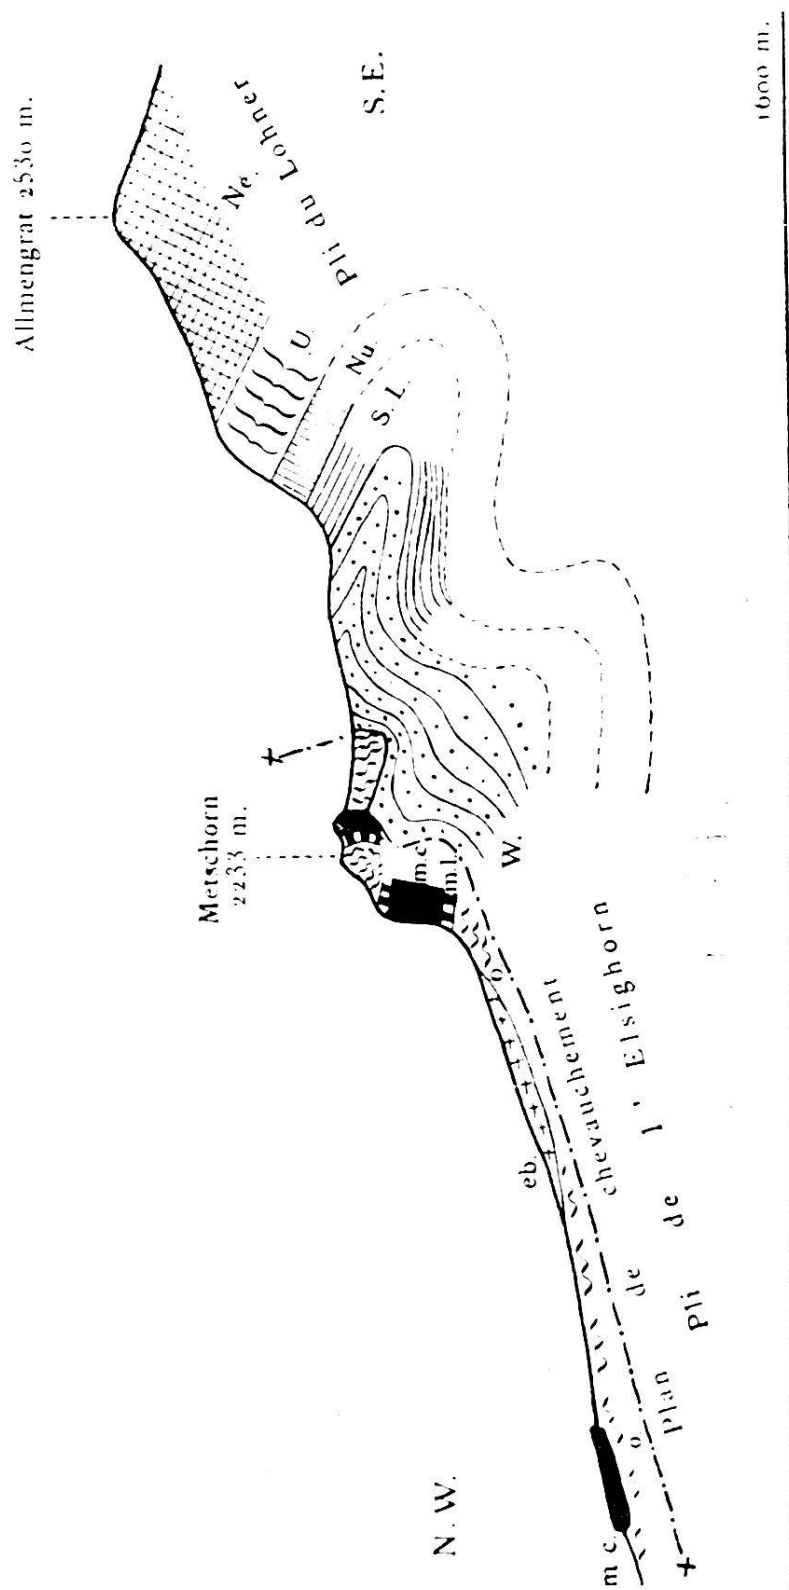 Allmengrat 2530 m.
Metschorn
2233 m.
N.W.
S.E.
Ne.
Pli du Lohner
U.
Nu
S.L.
m.c.
m.l.
W.
o.
eb.
m c.
o
Plan de chevauchement
Pli de l'Elsighorn
1600 m.